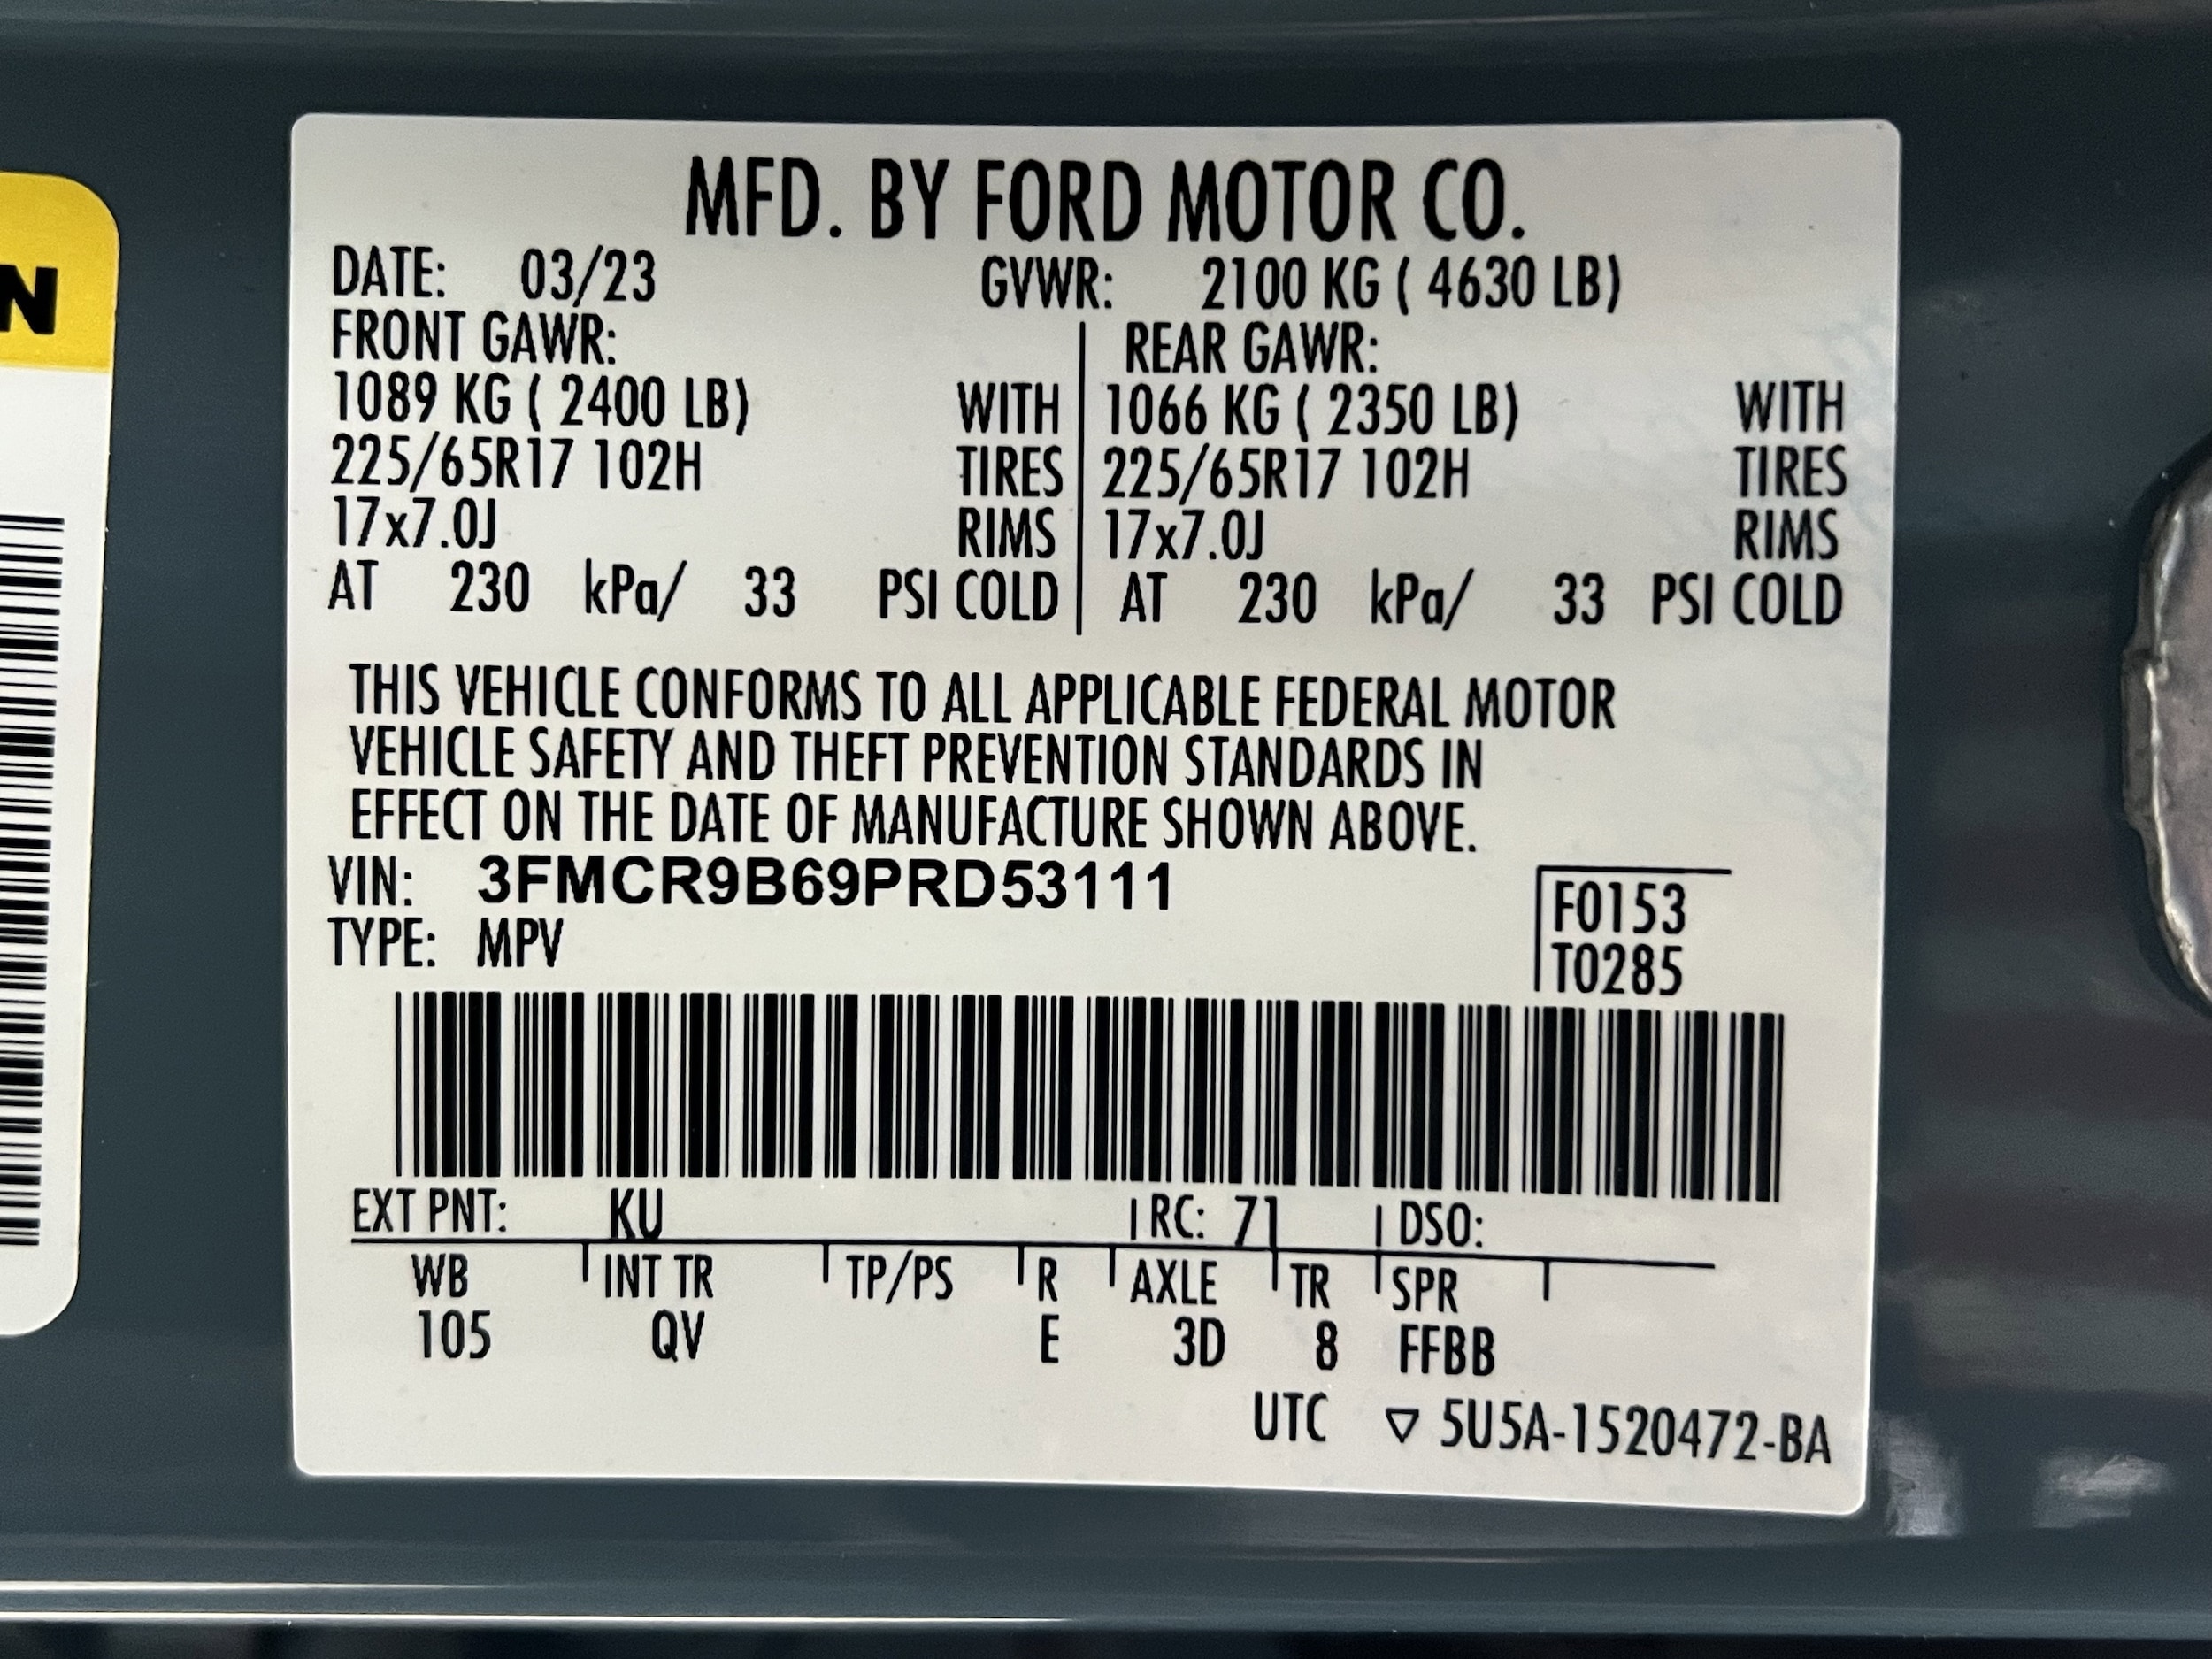 MFD. BY FORD MOTOR CO.
DATE: 03/23 GVWR: 2100 KG ( 4630 LB)
FRONT GAWR: REAR GAWR:
1089 KG ( 2400 LB) WITH 1066 KG ( 2350 LB) WITH
225/65R17 102H TIRES 225/65R17 102H TIRES
17x7.0J RIMS 17x7.0J RIMS
AT 230 kPa/ 33 PSI COLD AT 230 kPa/ 33 PSI COLD
THIS VEHICLE CONFORMS TO ALL APPLICABLE FEDERAL MOTOR
VEHICLE SAFETY AND THEFT PREVENTION STANDARDS IN
EFFECT ON THE DATE OF MANUFACTURE SHOWN ABOVE.
VIN: 3FMCR9B69PRD53111
F0153
TYPE: MPV
T0285
EXT PNT: KU RC: 71 DSO:
WB INT TR TP/PS R AXLE TR SPR
105 QV E 3D 8 FFBB
UTC ▽ 5U5A-1520472-BA
N